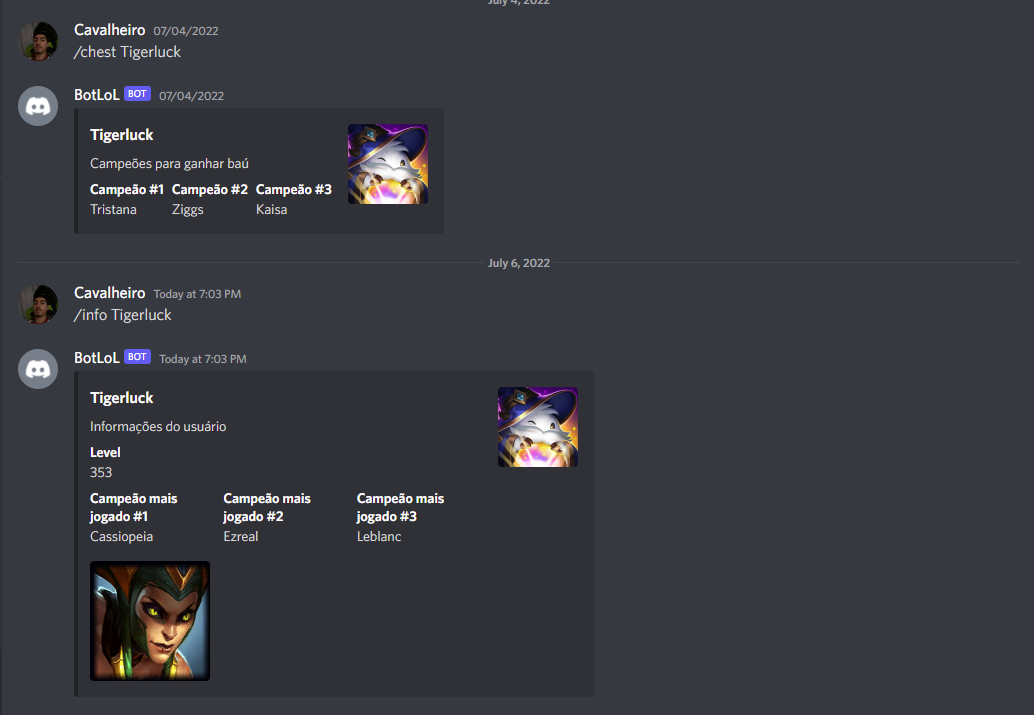 July 4, 2022
Cavalheiro 07/04/2022
/chest Tigerluck
BotLoL BOT 07/04/2022
Tigerluck
Campeões para ganhar baú
Campeão #1 Campeão #2 Campeão #3
Tristana Ziggs Kaisa
July 6, 2022
Cavalheiro Today at 7:03 PM
/info Tigerluck
BotLoL BOT Today at 7:03 PM
Tigerluck
Informações do usuário
Level
353
Campeão mais Campeão mais Campeão mais
jogado #1 jogado #2 jogado #3
Cassiopeia Ezreal Leblanc